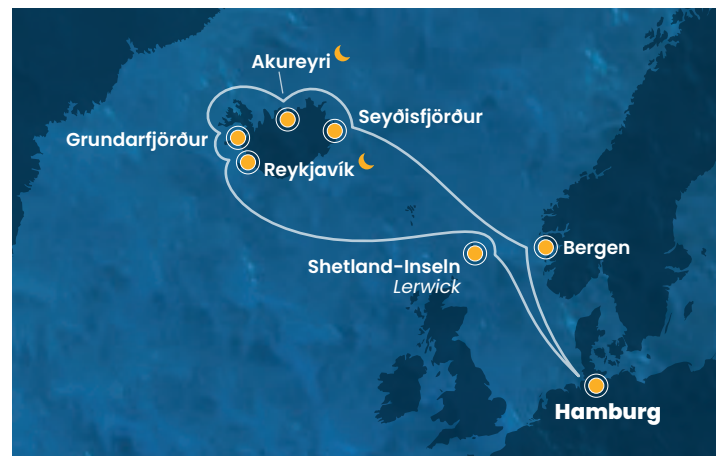 Akureyri
Seyðisfjörður
Grundarfjörður
Reykjavík
Bergen
Shetland-Inseln
Lerwick
Hamburg